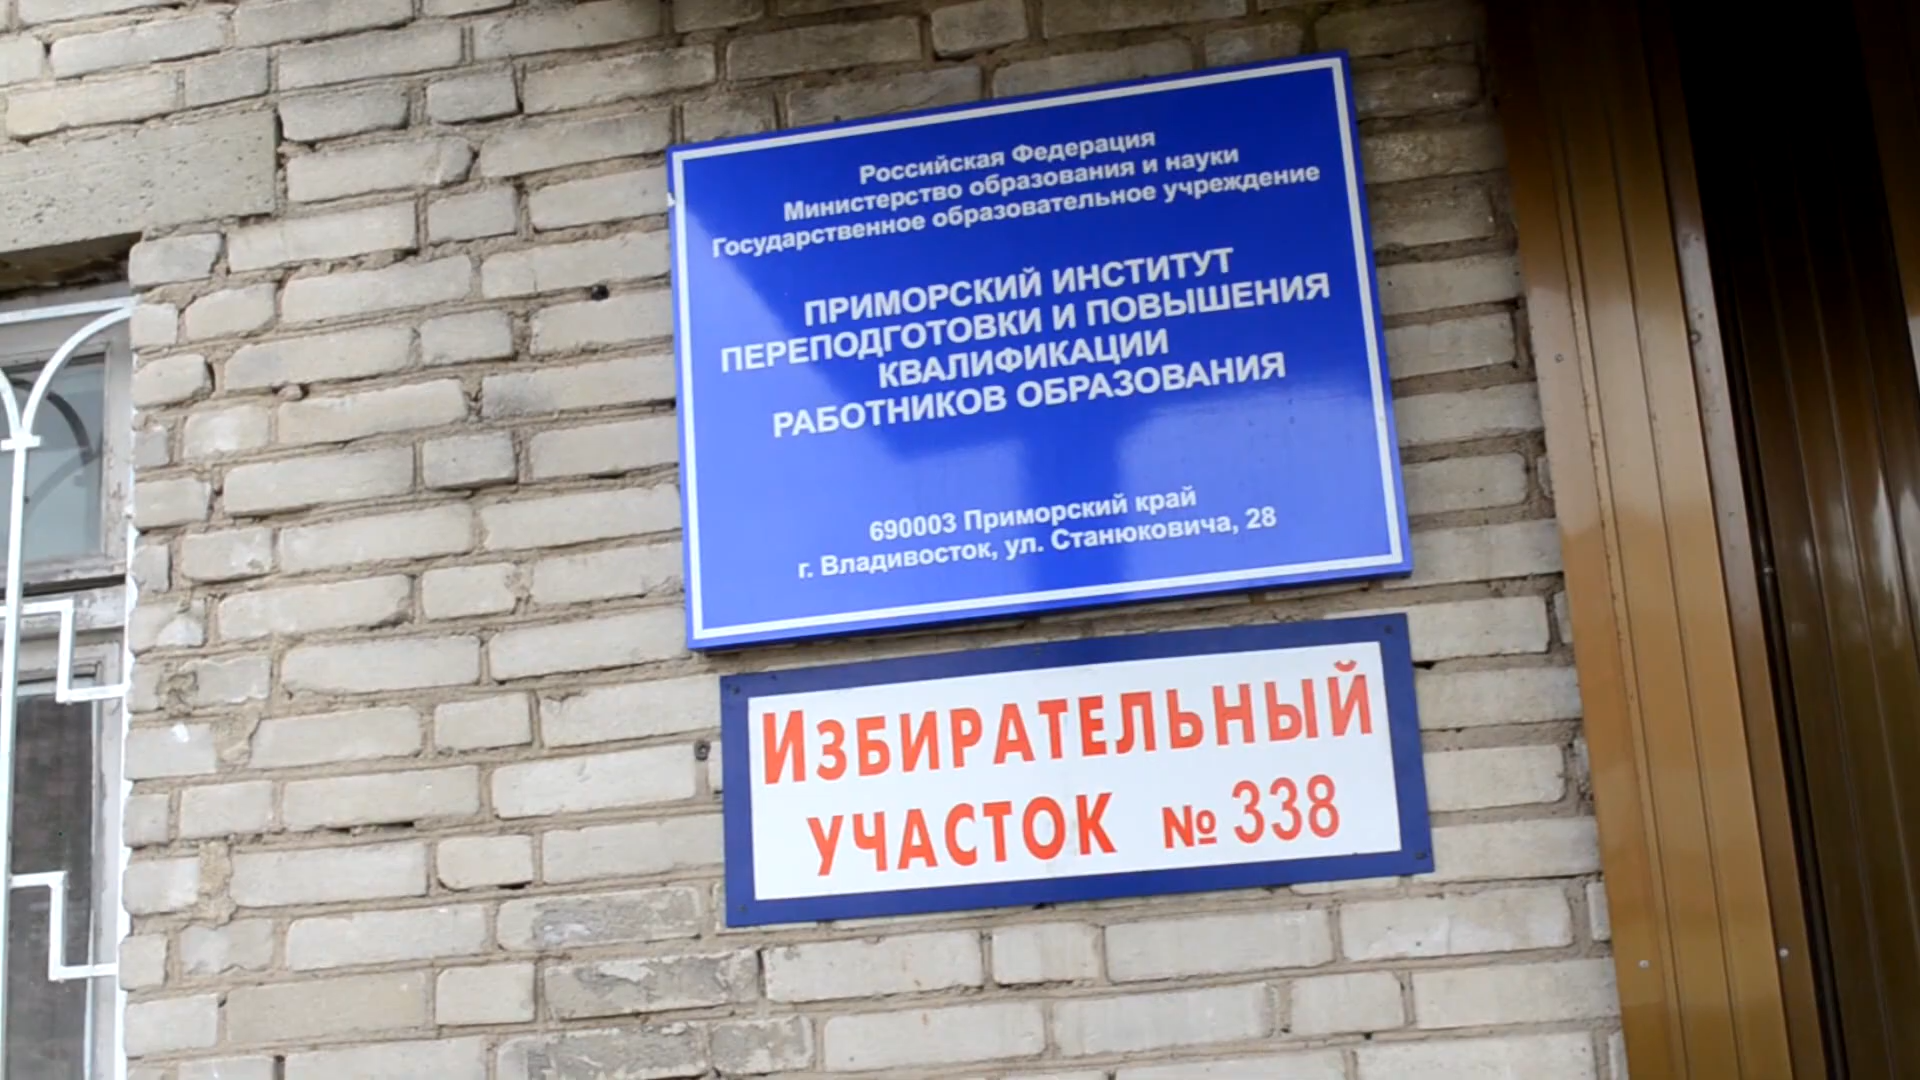 Российская Федерация
Министерство образования и науки
Государственное образовательное учреждение
ПРИМОРСКИЙ ИНСТИТУТ
ПЕРЕПОДГОТОВКИ И ПОВЫШЕНИЯ
КВАЛИФИКАЦИИ
РАБОТНИКОВ ОБРАЗОВАНИЯ
690003 Приморский край
г. Владивосток, ул. Станюковича, 28
ИЗБИРАТЕЛЬНЫЙ
УЧАСТОК № 338